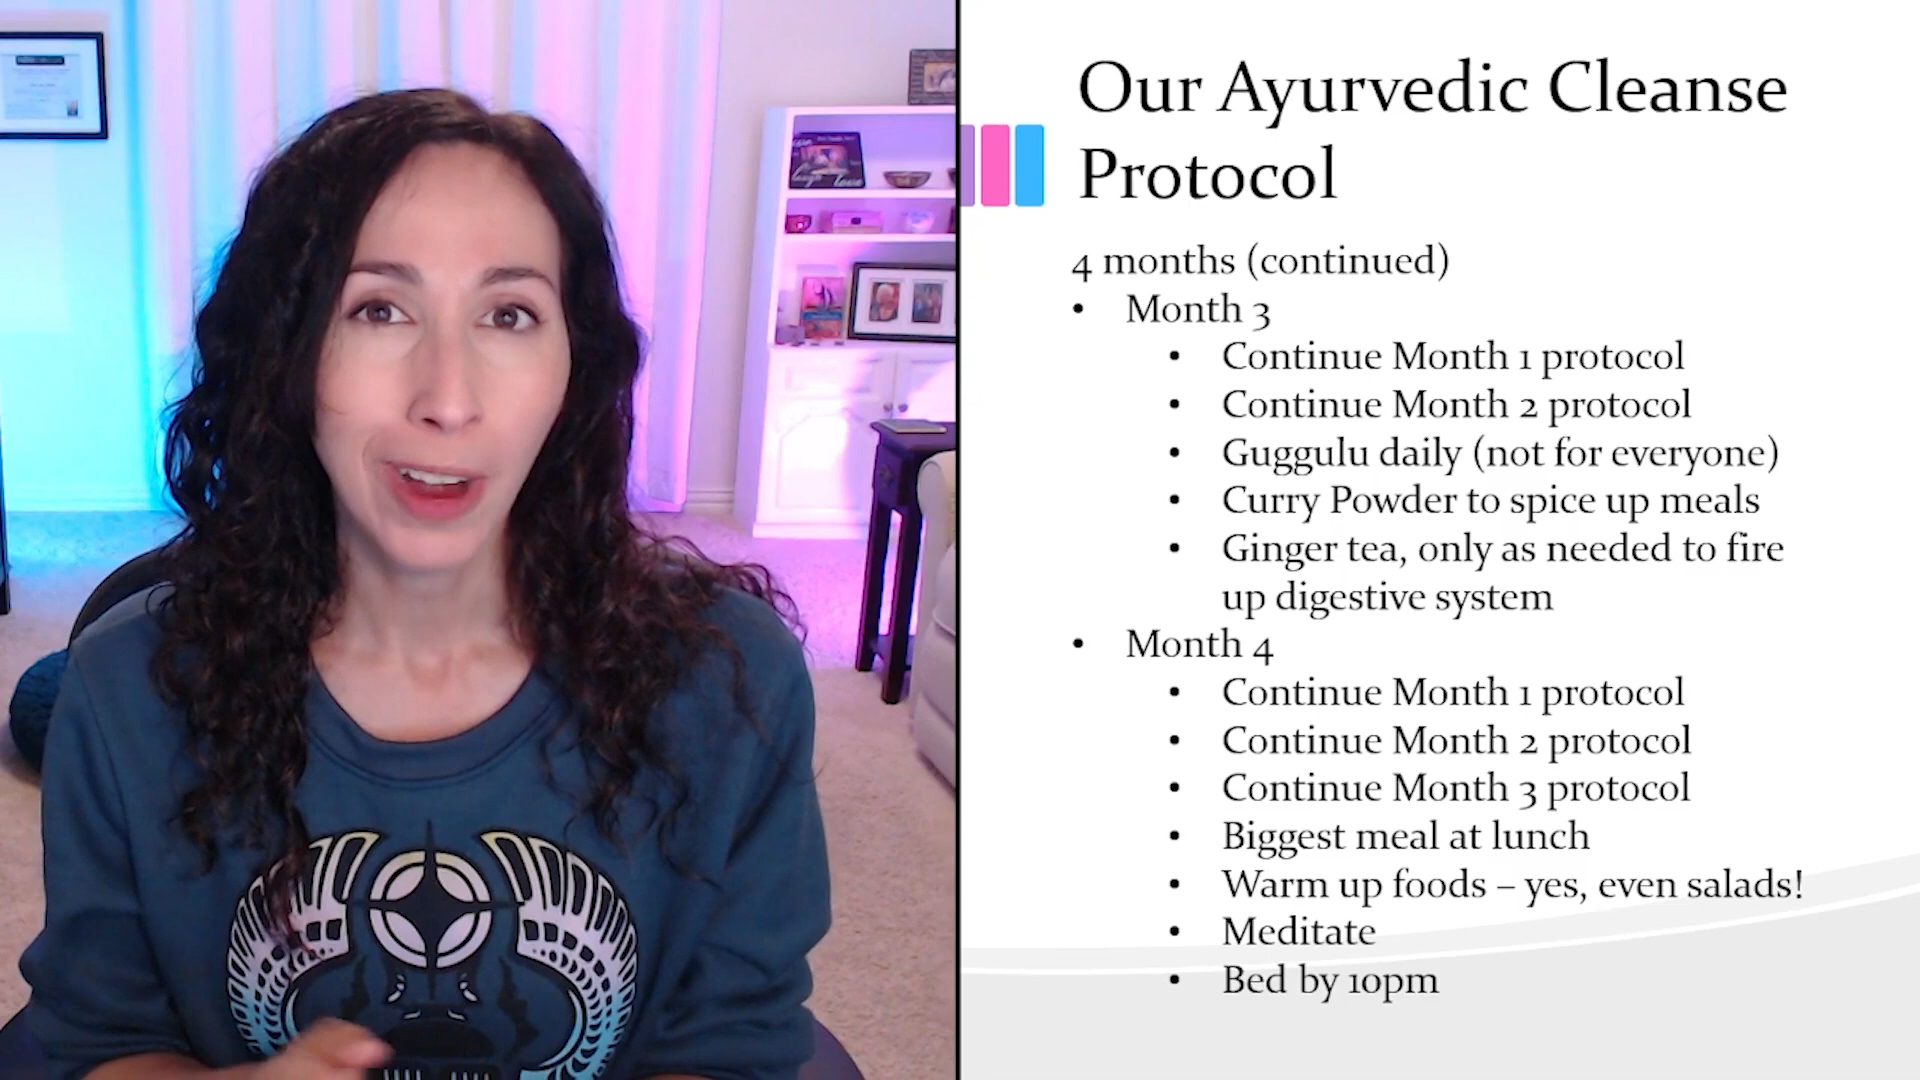 Our Ayurvedic Cleanse
Protocol
4 months (continued)
• Month 3
• Continue Month 1 protocol
• Continue Month 2 protocol
• Guggulu daily (not for everyone)
• Curry Powder to spice up meals
• Ginger tea, only as needed to fire
up digestive system
• Month 4
• Continue Month 1 protocol
• Continue Month 2 protocol
• Continue Month 3 protocol
• Biggest meal at lunch
• Warm up foods – yes, even salads!
• Meditate
• Bed by 10pm